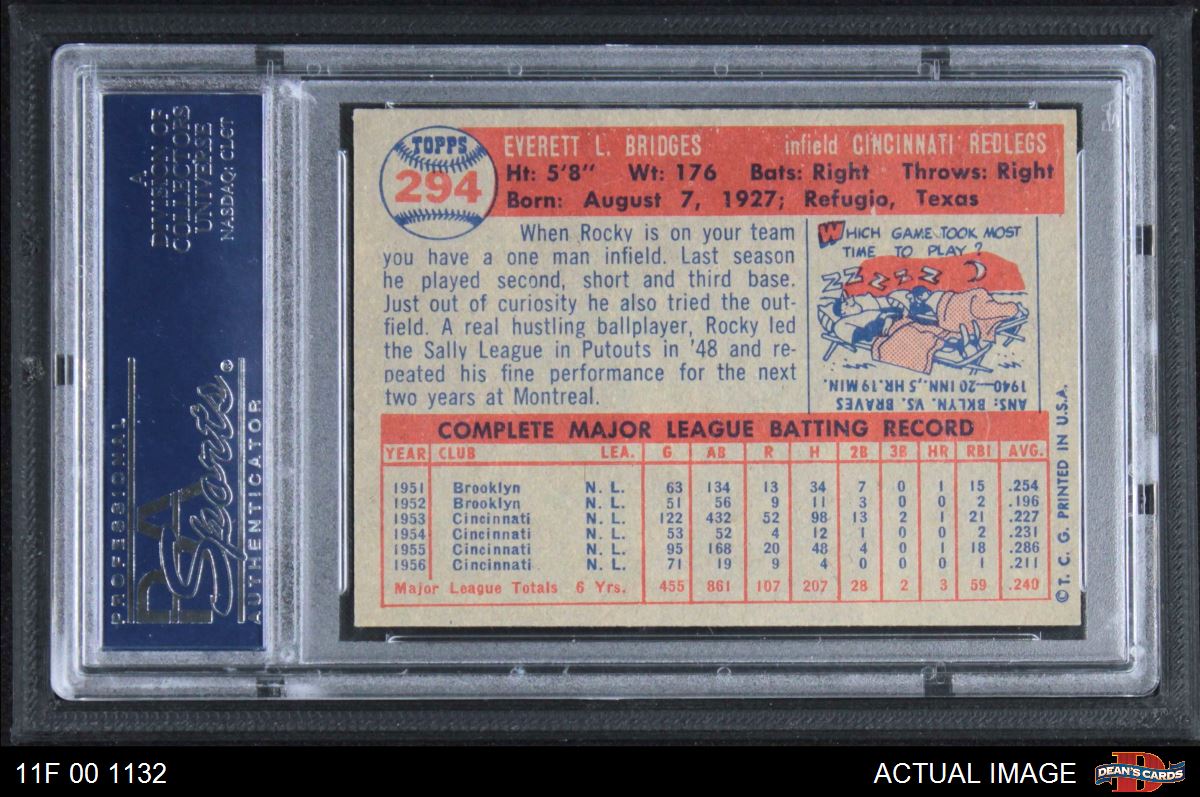 A
DIVISION OF
COLLECTORS
UNIVERSE
NASDAQ: CLCT
PROFESSIONAL
PSA
Sports®
AUTHENTICATOR
TOPPS
294
EVERETT L. BRIDGES infield CINCINNATI REDLEGS
Ht: 5'8" Wt: 176 Bats: Right Throws: Right
Born: August 7, 1927; Refugio, Texas
When Rocky is on your team
you have a one man infield. Last season
he played second, short and third base.
Just out of curiosity he also tried the out-
field. A real hustling ballplayer, Rocky led
the Sally League in Putouts in '48 and re-
peated his fine performance for the next
two years at Montreal.
WHICH GAME TOOK MOST
TIME TO PLAY?
ZZ Z Z Z Z
ANS: BKLYN. VS. BRAVES
1940—20 INN., 5 HR. 19 MIN.
COMPLETE MAJOR LEAGUE BATTING RECORD
YEAR CLUB LEA. G AB R H 2B 3B HR RBI AVG.
1951 Brooklyn N. L. 63 134 13 34 7 0 1 15 .254
1952 Brooklyn N. L. 51 56 9 11 3 0 0 2 .196
1953 Cincinnati N. L. 122 432 52 98 13 2 1 21 .227
1954 Cincinnati N. L. 53 52 4 12 1 0 0 2 .231
1955 Cincinnati N. L. 95 168 20 48 4 0 1 18 .286
1956 Cincinnati N. L. 71 19 9 4 0 0 0 1 .211
Major League Totals 6 Yrs. 455 861 107 207 28 2 3 59 .240
© T. C. G. PRINTED IN U.S.A.
11F 00 1132
ACTUAL IMAGE
D
DEAN'S CARDS